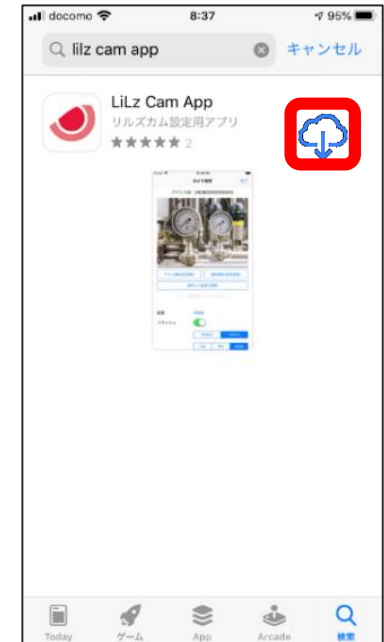 docomo 8:37 95%
lilz cam app キャンセル
LiLz Cam App
リルズカム設定用アプリ
★★★★★ 2
Today ゲーム App Arcade 検索